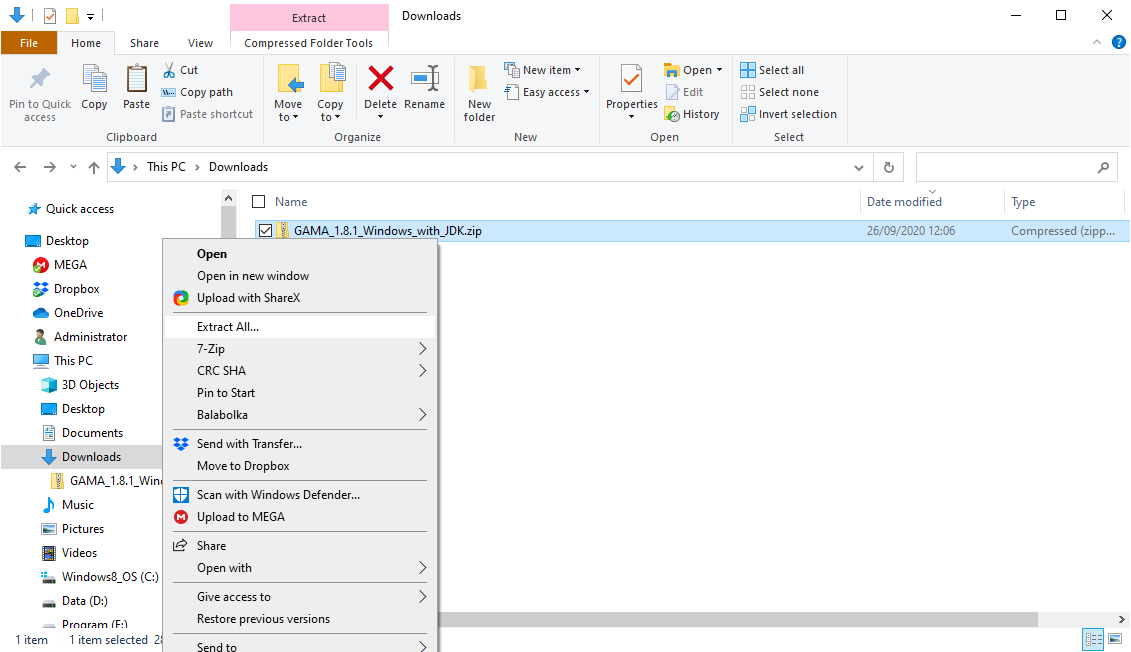 Extract
Downloads
File
Home
Share
View
Compressed Folder Tools
Pin to Quick access
Copy
Paste
Cut
Copy path
Paste shortcut
Clipboard
Move to
Copy to
Delete
Rename
Organize
New folder
New item
Easy access
New
Properties
Open
Edit
History
Open
Select all
Select none
Invert selection
Select
This PC > Downloads
Name
Date modified
Type
GAMA_1.8.1_Windows_with_JDK.zip
26/09/2020 12:06
Compressed (zipp...
Quick access
Desktop
MEGA
Dropbox
OneDrive
Administrator
This PC
3D Objects
Desktop
Documents
Downloads
GAMA_1.8.1_Wind
Music
Pictures
Videos
Windows8_OS (C:)
Data (D:)
Program (E:)
Open
Open in new window
Upload with ShareX
Extract All...
7-Zip
CRC SHA
Pin to Start
Balabolka
Send with Transfer...
Move to Dropbox
Scan with Windows Defender...
Upload to MEGA
Share
Open with
Give access to
Restore previous versions
Send to
1 item
1 item selected